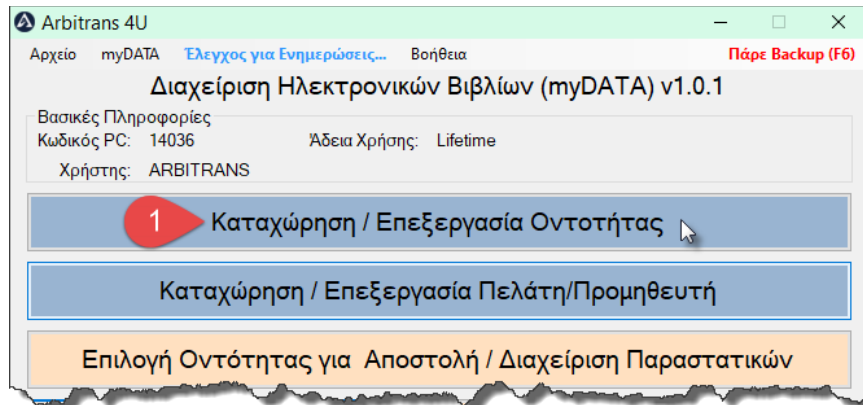 Arbitrans 4U
Αρχείο myDATA Έλεγχος για Ενημερώσεις... Βοήθεια Πάρε Backup (F6)
Διαχείριση Ηλεκτρονικών Βιβλίων (myDATA) v1.0.1
Βασικές Πληροφορίες
Κωδικός PC: 14036 Άδεια Χρήσης: Lifetime
Χρήστης: ARBITRANS
1 Καταχώρηση / Επεξεργασία Οντοτήτας
Καταχώρηση / Επεξεργασία Πελάτη/Προμηθευτή
Επιλογή Οντότητας για Αποστολή / Διαχείριση Παραστατικών